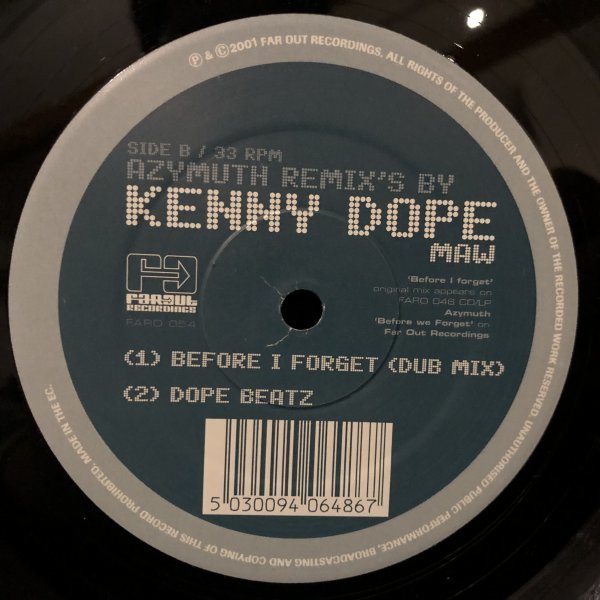 ℗ & ©2001 FAR OUT RECORDINGS. ALL RIGHTS OF THE PRODUCER AND THE OWNER OF THE RECORDED WORK RESERVED. UNAUTHORISED PUBLIC PERFORMANCE, BROADCASTING AND COPYING OF THIS RECORD PROHIBITED. MADE IN THE EC.
SIDE B / 33 RPM
AZYMUTH REMIX'S BY
KENNY DOPE
MAW
'Before I forget'
original mix appears on
FARO 046 CD/LP
Azymuth
'Before we Forget' on
Far Out Recordings
FAROUT
RECORDINGS
FARO 054
(1) BEFORE I FORGET (DUB MIX)
(2) DOPE BEATZ
5 030094 064867